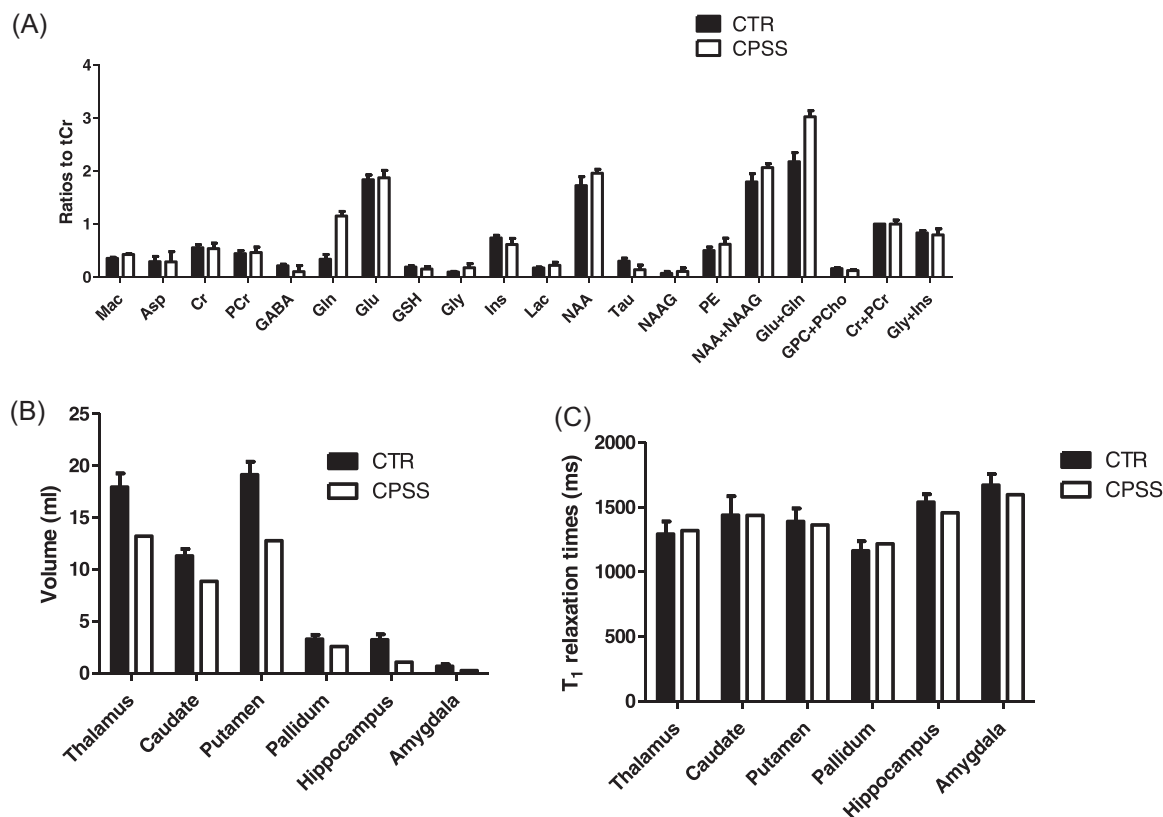 (A)
CTR
CPSS
Ratios to tCr
4
3
2
1
0
Mac
Asp
Cr
PCr
GABA
Gln
Glu
GSH
Gly
Ins
Lac
NAA
Tau
NAAG
PE
NAA+NAAG
Glu+Gln
GPC+PCho
Cr+PCr
Gly+Ins
(B)
Volume (ml)
25
20
15
10
5
0
CTR
CPSS
Thalamus
Caudate
Putamen
Pallidum
Hippocampus
Amygdala
(C)
T₁ relaxation times (ms)
2000
1500
1000
500
0
CTR
CPSS
Thalamus
Caudate
Putamen
Pallidum
Hippocampus
Amygdala